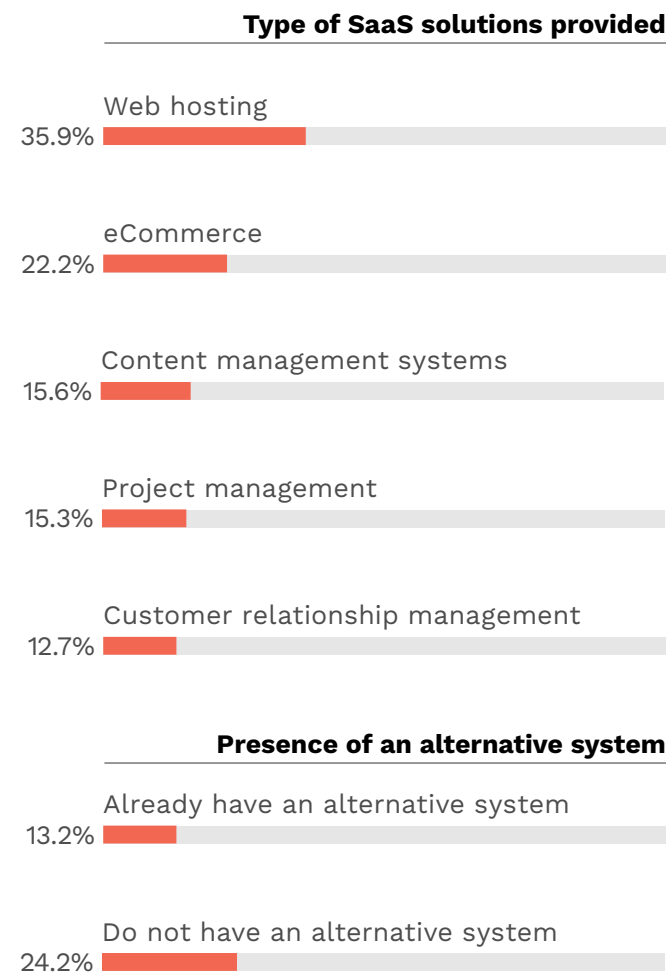 Type of SaaS solutions provided
Web hosting
35.9%
eCommerce
22.2%
Content management systems
15.6%
Project management
15.3%
Customer relationship management
12.7%
Presence of an alternative system
Already have an alternative system
13.2%
Do not have an alternative system
24.2%